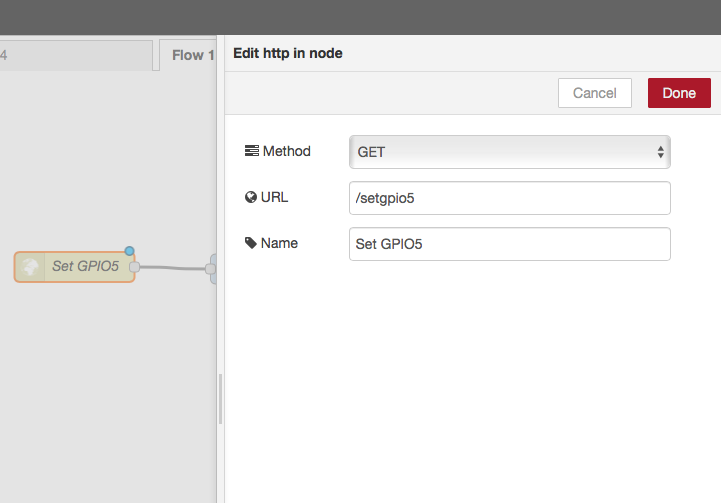 4
Flow 1
Edit http in node
Cancel
Done
Method
GET
URL
/setgpio5
Name
Set GPIO5
Set GPIO5